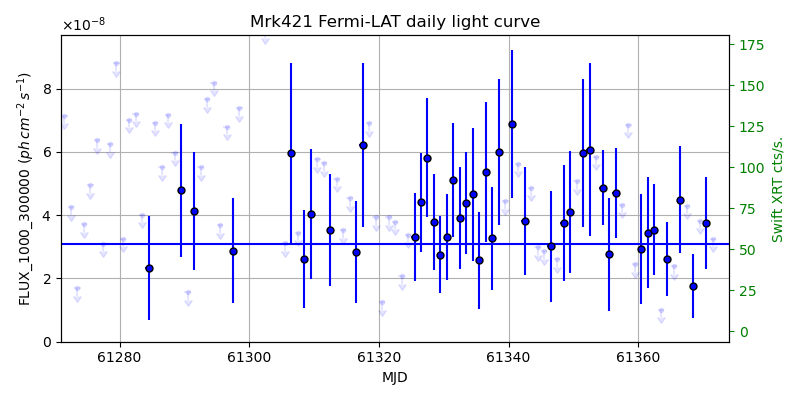 Mrk421 Fermi-LAT daily light curve
×10⁻⁸
FLUX_1000_300000 (ph cm⁻² s⁻¹)
8
6
4
2
0
175
150
125
100
75
50
25
0
Swift XRT cts/s.
61280 61300 61320 61340 61360
MJD